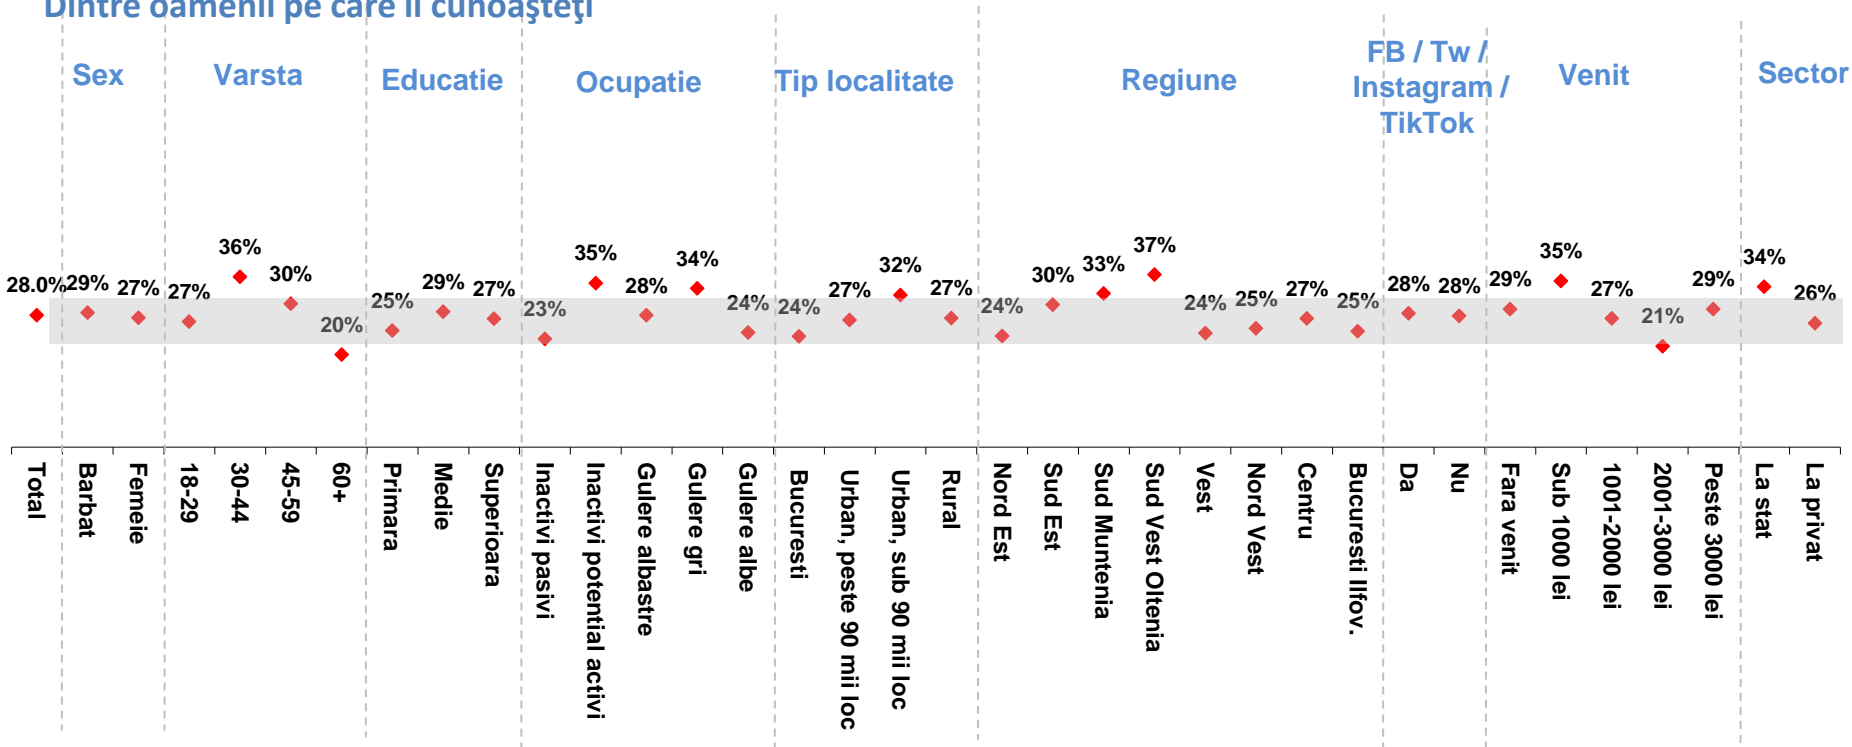 Dintre oamenii pe care îi cunoaşteţi
Sex
Varsta
Educatie
Ocupatie
Tip localitate
Regiune
FB / Tw /
Instagram /
TikTok
Venit
Sector
28.0%
29%
27%
27%
36%
30%
20%
25%
29%
27%
23%
35%
28%
34%
24%
24%
27%
32%
27%
24%
30%
33%
37%
24%
25%
27%
25%
28%
28%
29%
35%
27%
21%
29%
34%
26%
Total
Barbat
Femeie
18-29
30-44
45-59
60+
Primara
Medie
Superioara
Inactivi pasivi
Inactivi potential activi
Gulere albastre
Gulere gri
Gulere albe
Bucuresti
Urban, peste 90 mii loc
Urban, sub 90 mii loc
Rural
Nord Est
Sud Est
Sud Muntenia
Sud Vest Oltenia
Vest
Nord Vest
Centru
Bucuresti Ilfov.
Da
Nu
Fara venit
Sub 1000 lei
1001-2000 lei
2001-3000 lei
Peste 3000 lei
La stat
La privat